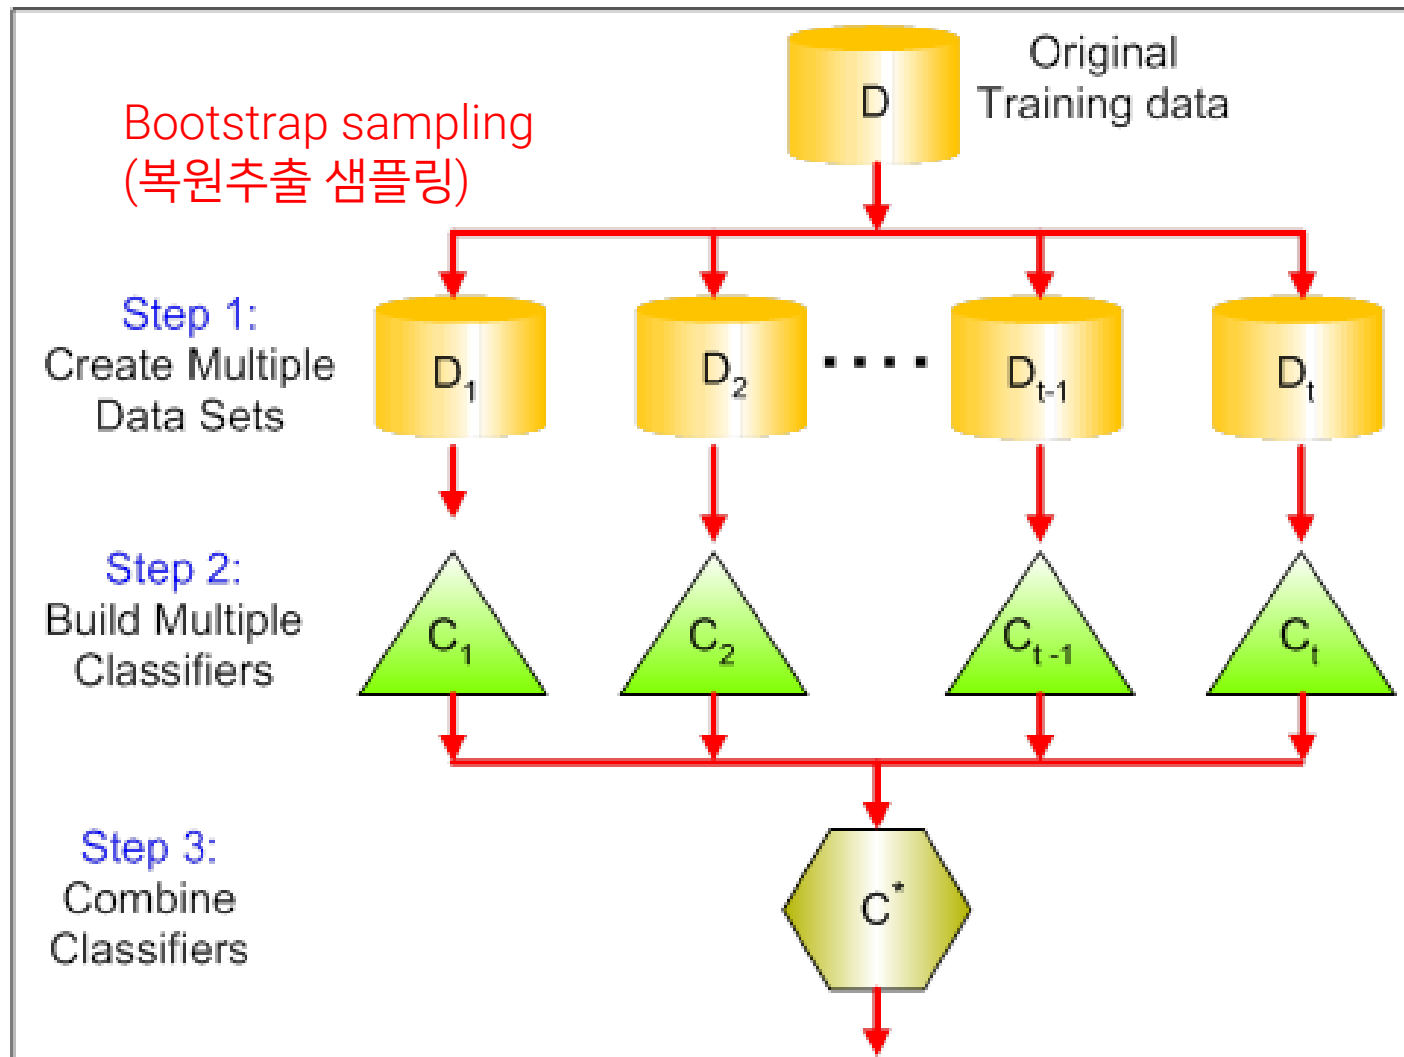 Original
Training data
D
Bootstrap sampling
(복원추출 샘플링)
Step 1:
Create Multiple
Data Sets
D1
D2
....
Dt-1
Dt
Step 2:
Build Multiple
Classifiers
C1
C2
Ct-1
Ct
Step 3:
Combine
Classifiers
C*